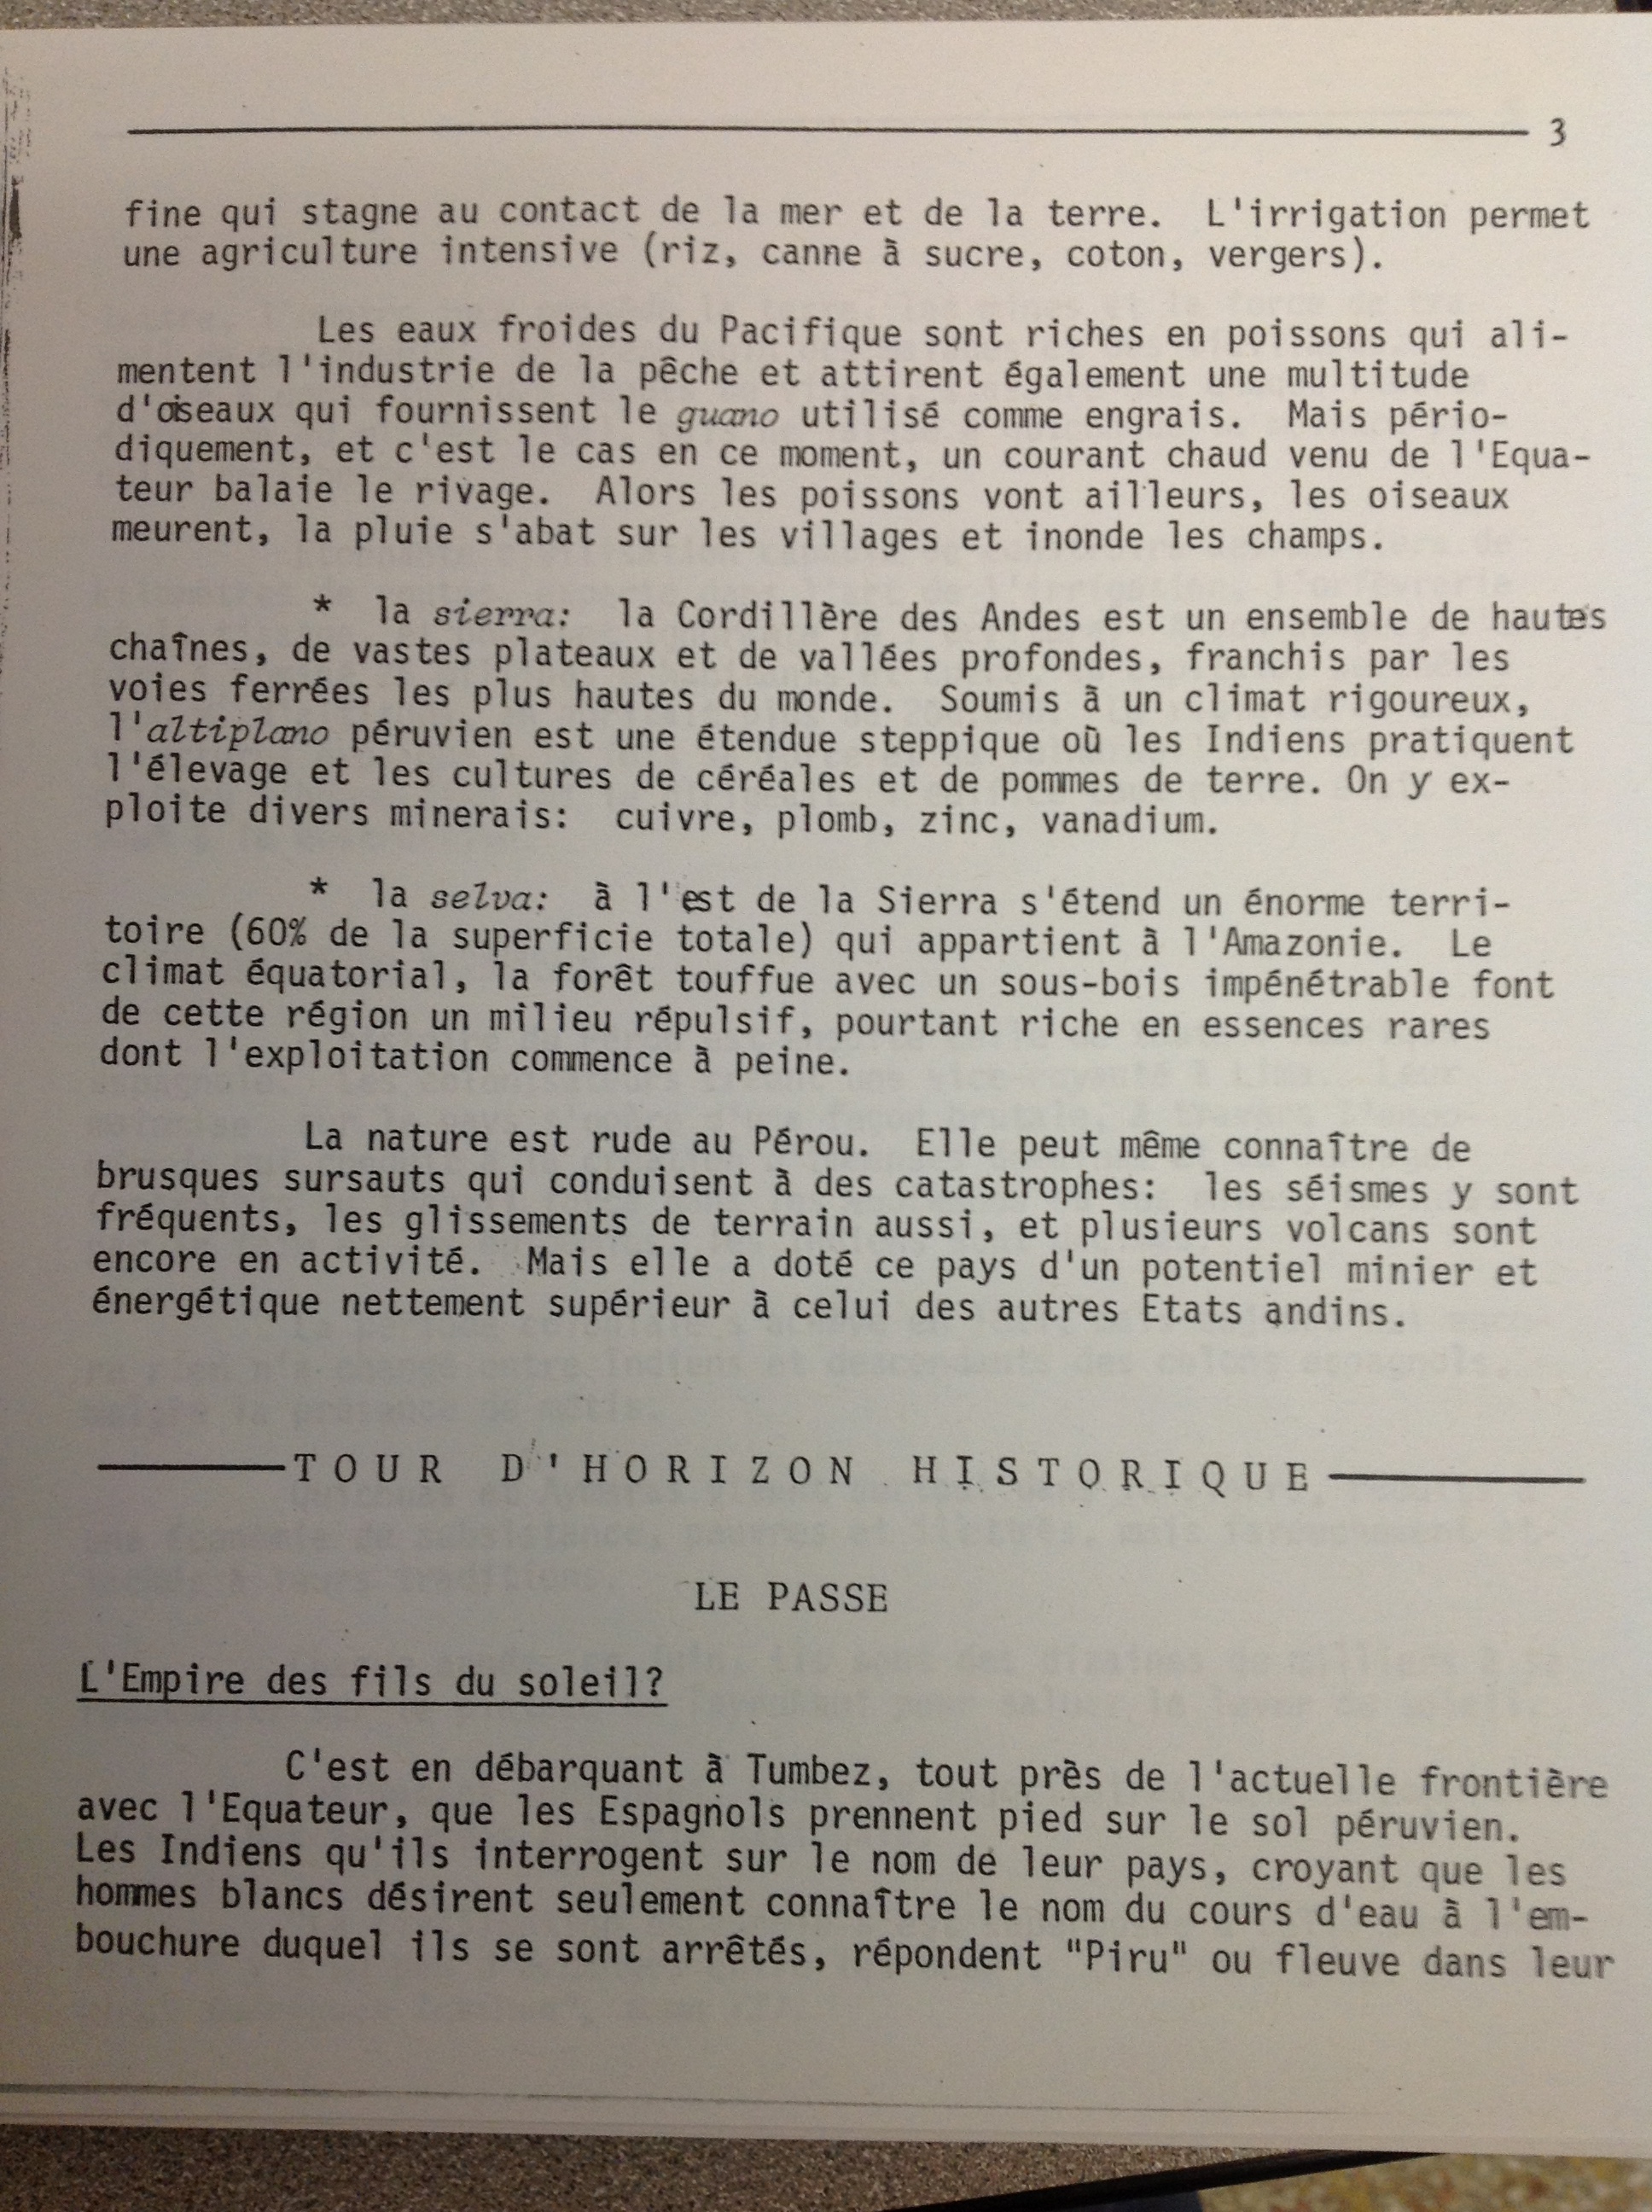 3
fine qui stagne au contact de la mer et de la terre. L'irrigation permet
une agriculture intensive (riz, canne à sucre, coton, vergers).
Les eaux froides du Pacifique sont riches en poissons qui ali-
mentent l'industrie de la pêche et attirent également une multitude
d'oiseaux qui fournissent le guano utilisé comme engrais. Mais pério-
diquement, et c'est le cas en ce moment, un courant chaud venu de l'Equa-
teur balaie le rivage. Alors les poissons vont ailleurs, les oiseaux
meurent, la pluie s'abat sur les villages et inonde les champs.
* la sierra: la Cordillère des Andes est un ensemble de hautes
chaînes, de vastes plateaux et de vallées profondes, franchis par les
voies ferrées les plus hautes du monde. Soumis à un climat rigoureux,
l'altiplano péruvien est une étendue steppique où les Indiens pratiquent
l'élevage et les cultures de céréales et de pommes de terre. On y ex-
ploite divers minerais: cuivre, plomb, zinc, vanadium.
* la selva: à l'est de la Sierra s'étend un énorme terri-
toire (60% de la superficie totale) qui appartient à l'Amazonie. Le
climat équatorial, la forêt touffue avec un sous-bois impénétrable font
de cette région un milieu répulsif, pourtant riche en essences rares
dont l'exploitation commence à peine.
La nature est rude au Pérou. Elle peut même connaître de
brusques sursauts qui conduisent à des catastrophes: les séismes y sont
fréquents, les glissements de terrain aussi, et plusieurs volcans sont
encore en activité. Mais elle a doté ce pays d'un potentiel minier et
énergétique nettement supérieur à celui des autres Etats andins.
TOUR D'HORIZON HISTORIQUE
LE PASSE
L'Empire des fils du soleil?
C'est en débarquant à Tumbez, tout près de l'actuelle frontière
avec l'Equateur, que les Espagnols prennent pied sur le sol péruvien.
Les Indiens qu'ils interrogent sur le nom de leur pays, croyant que les
hommes blancs désirent seulement connaître le nom du cours d'eau à l'em-
bouchure duquel ils se sont arrêtés, répondent "Piru" ou fleuve dans leur